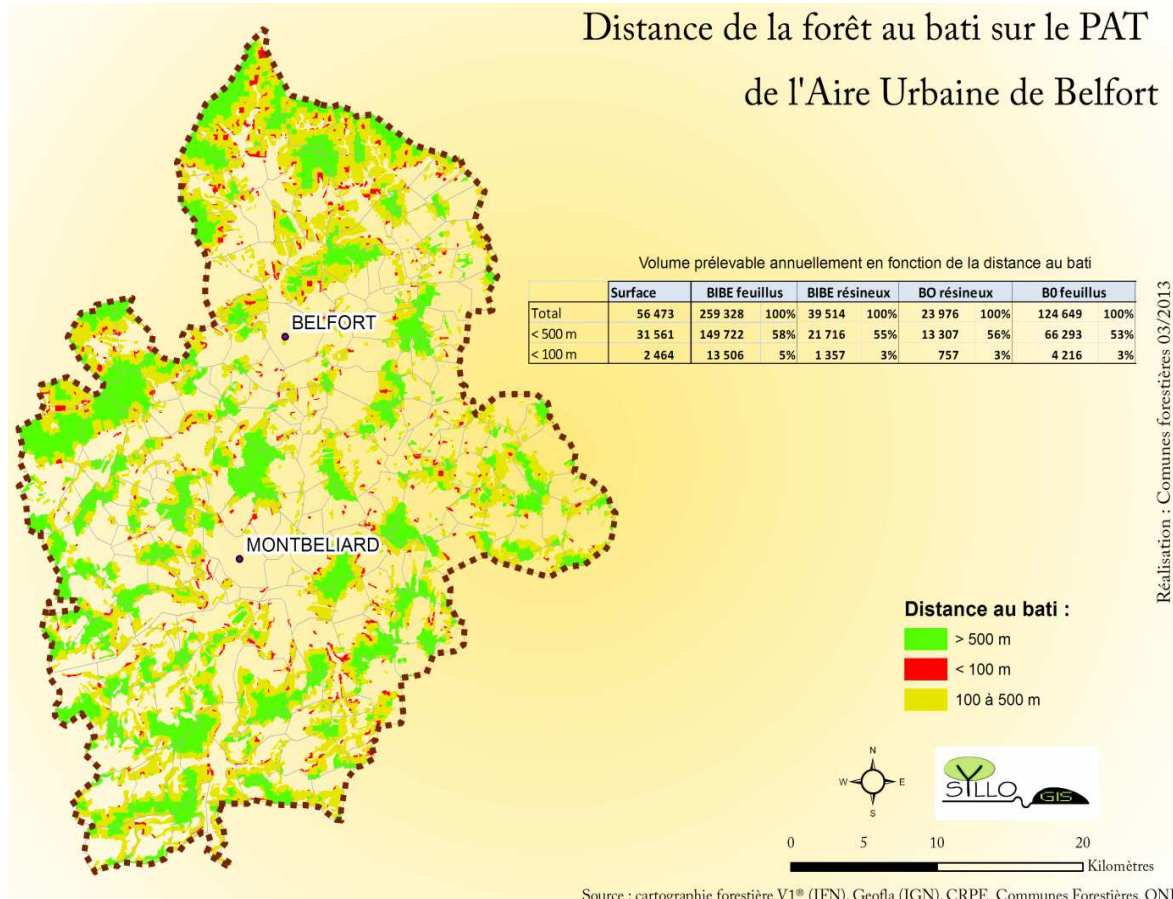 Distance de la forêt au bati sur le PAT
de l'Aire Urbaine de Belfort
Volume prélevable annuellement en fonction de la distance au bati
Surface BIBE feuillus BIBE résineux BO résineux B0 feuillus
Total 56 473 259 328 100% 39 514 100% 23 976 100% 124 649 100%
< 500 m 31 561 149 722 58% 21 716 55% 13 307 56% 66 293 53%
< 100 m 2 464 13 506 5% 1 357 3% 757 3% 4 216 3%
BELFORT
MONTBELIARD
Réalisation : Communes forestières 03/2013
Distance au bati :
> 500 m
< 100 m
100 à 500 m
N
W E
S
SYLLO GIS
0 5 10 20
Kilomètres
Source : cartographie forestière V1® (IFN), Geofla (IGN), CRPF, Communes Forestières, ONF